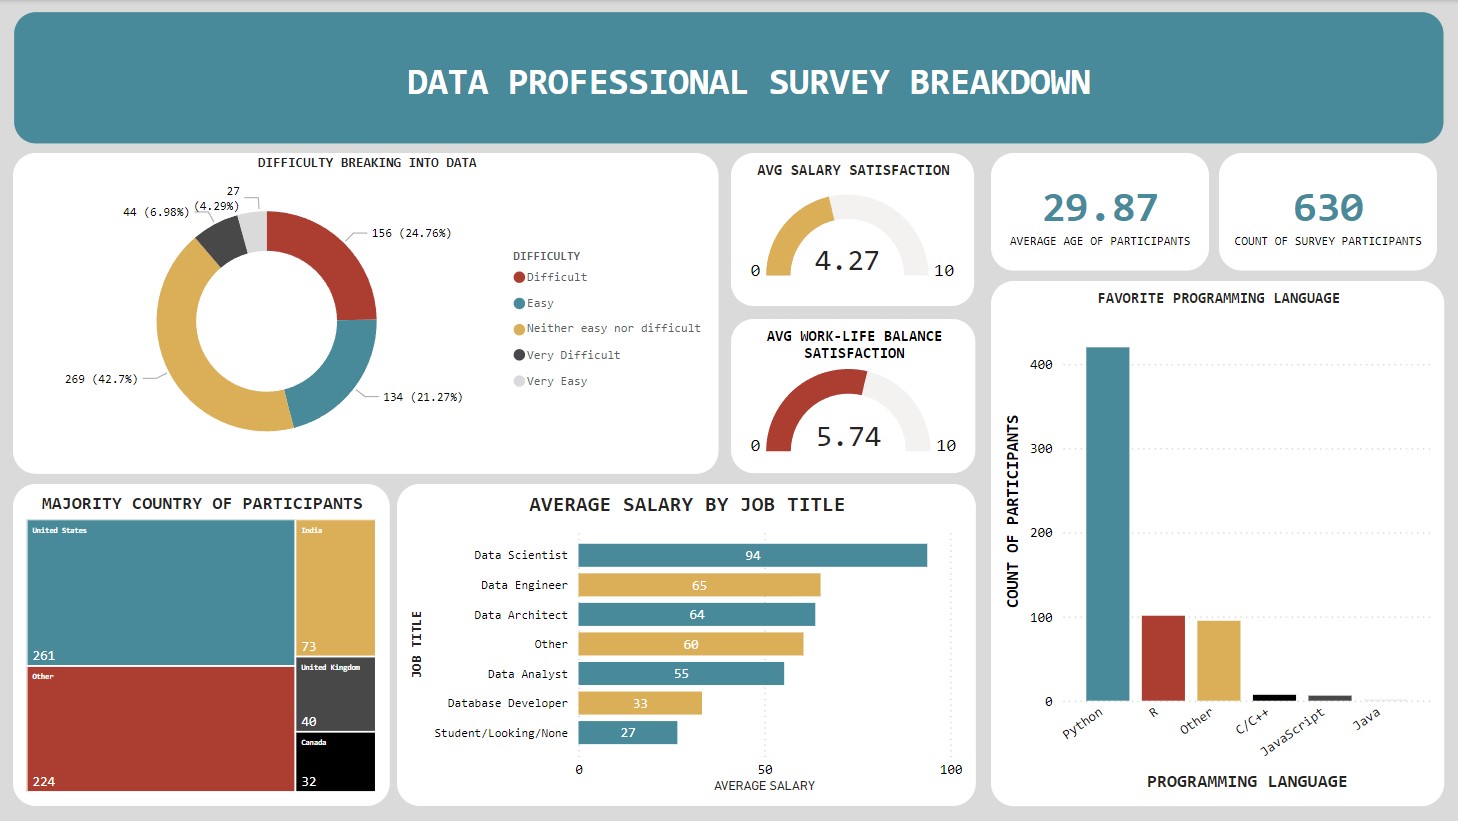 DATA PROFESSIONAL SURVEY BREAKDOWN
DIFFICULTY BREAKING INTO DATA
27
(4.29%)
44 (6.98%)
156 (24.76%)
269 (42.7%)
134 (21.27%)
DIFFICULTY
Difficult
Easy
Neither easy nor difficult
Very Difficult
Very Easy
AVG SALARY SATISFACTION
0
4.27
10
AVG WORK-LIFE BALANCE
SATISFACTION
0
5.74
10
29.87
AVERAGE AGE OF PARTICIPANTS
630
COUNT OF SURVEY PARTICIPANTS
MAJORITY COUNTRY OF PARTICIPANTS
United States
261
Other
224
India
73
United Kingdom
40
Canada
32
AVERAGE SALARY BY JOB TITLE
JOB TITLE
Data Scientist 94
Data Engineer 65
Data Architect 64
Other 60
Data Analyst 55
Database Developer 33
Student/Looking/None 27
0 50 100
AVERAGE SALARY
FAVORITE PROGRAMMING LANGUAGE
COUNT OF PARTICIPANTS
400
300
200
100
0
Python R Other C/C++ JavaScript Java
PROGRAMMING LANGUAGE